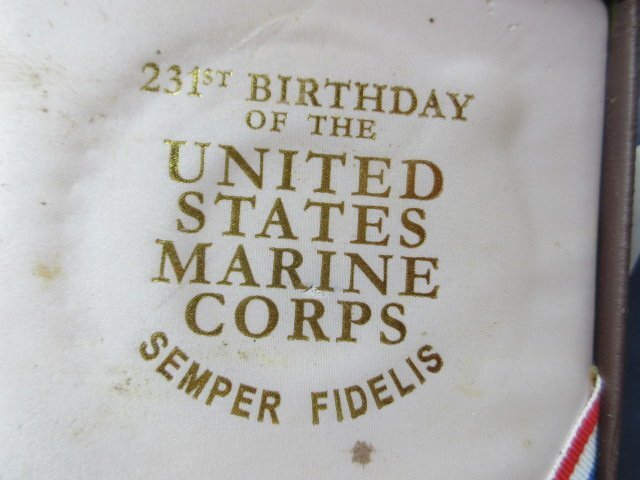 231ST BIRTHDAY
OF THE
UNITED
STATES
MARINE
CORPS
SEMPER FIDELIS